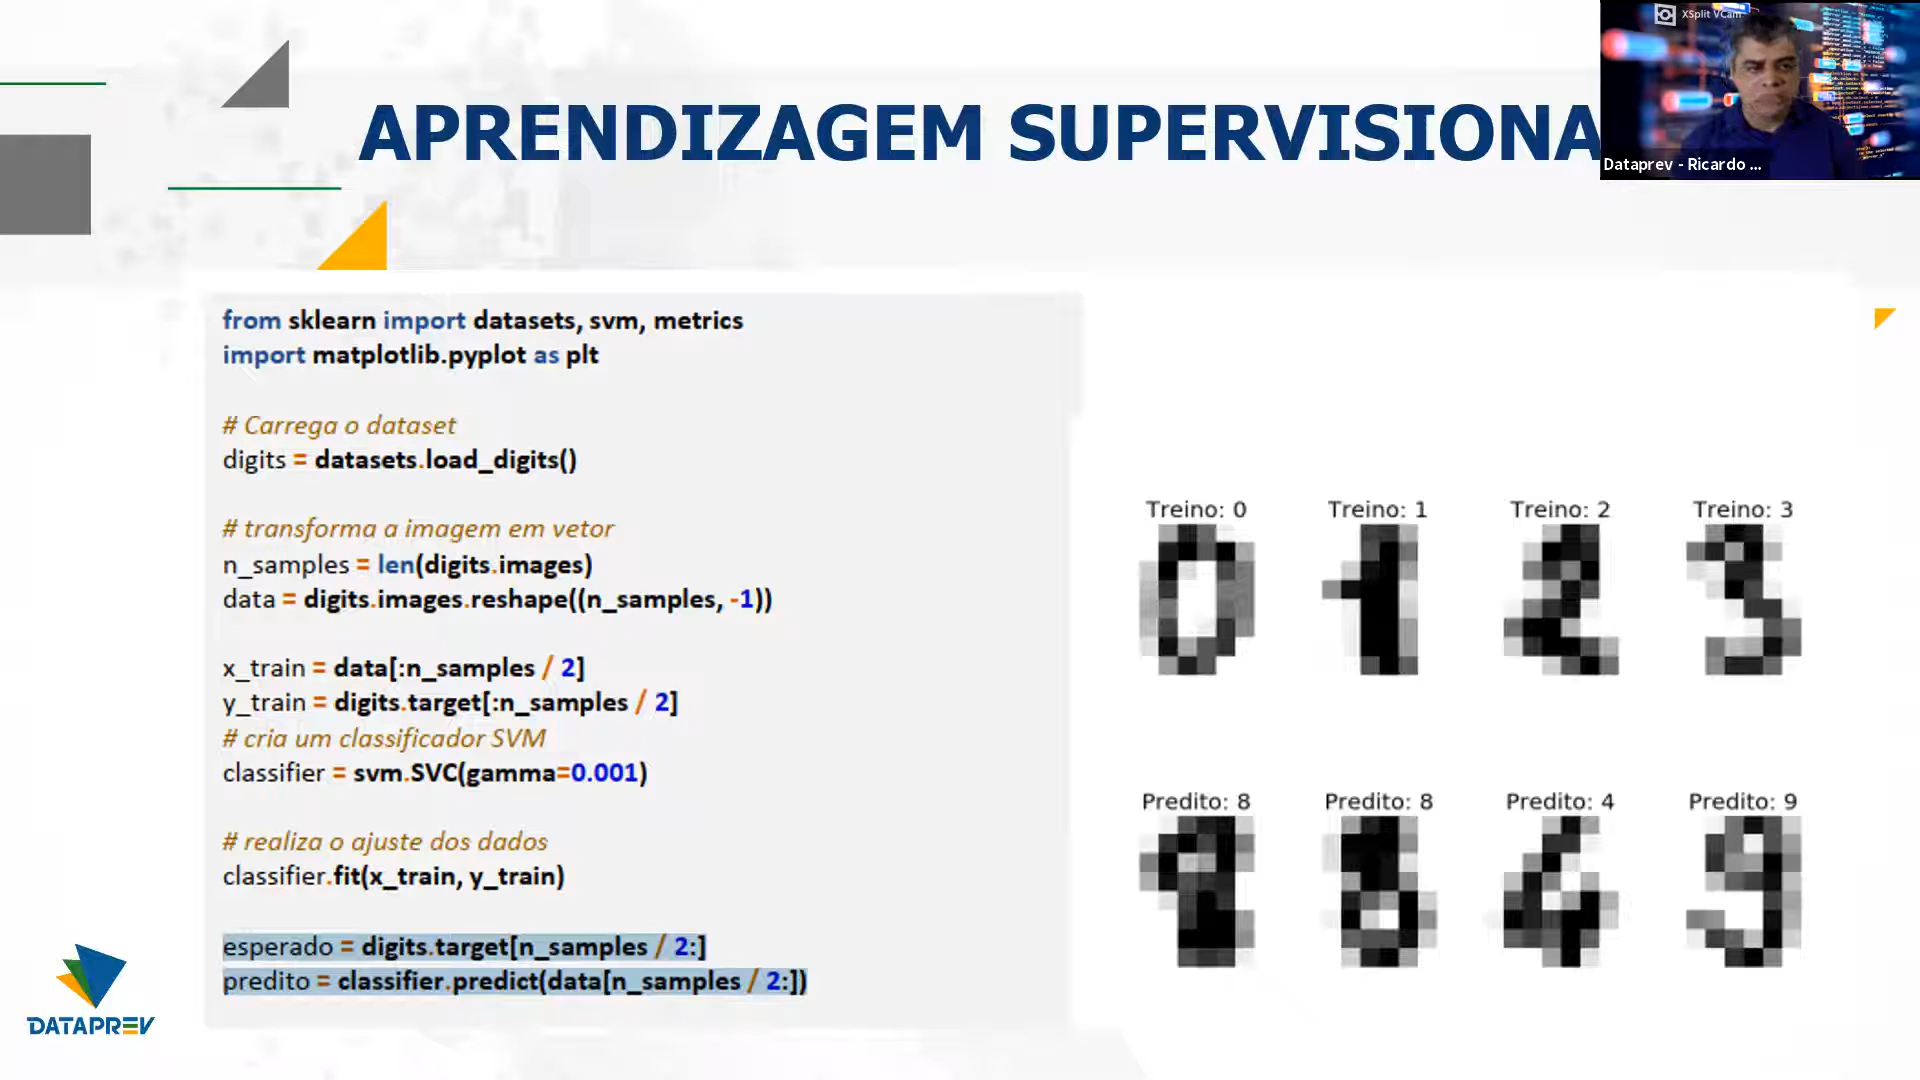 XSplit VCam
APRENDIZAGEM SUPERVISIONA
Dataprev - Ricardo ...
from sklearn import datasets, svm, metrics
import matplotlib.pyplot as plt
# Carrega o dataset
digits = datasets.load_digits()
# transforma a imagem em vetor
n_samples = len(digits.images)
data = digits.images.reshape((n_samples, -1))
x_train = data[:n_samples / 2]
y_train = digits.target[:n_samples / 2]
# cria um classificador SVM
classifier = svm.SVC(gamma=0.001)
# realiza o ajuste dos dados
classifier.fit(x_train, y_train)
esperado = digits.target[n_samples / 2:]
predito = classifier.predict(data[n_samples / 2:])
Treino: 0 Treino: 1 Treino: 2 Treino: 3
0 1 2 3
Predito: 8 Predito: 8 Predito: 4 Predito: 9
DATAPREV